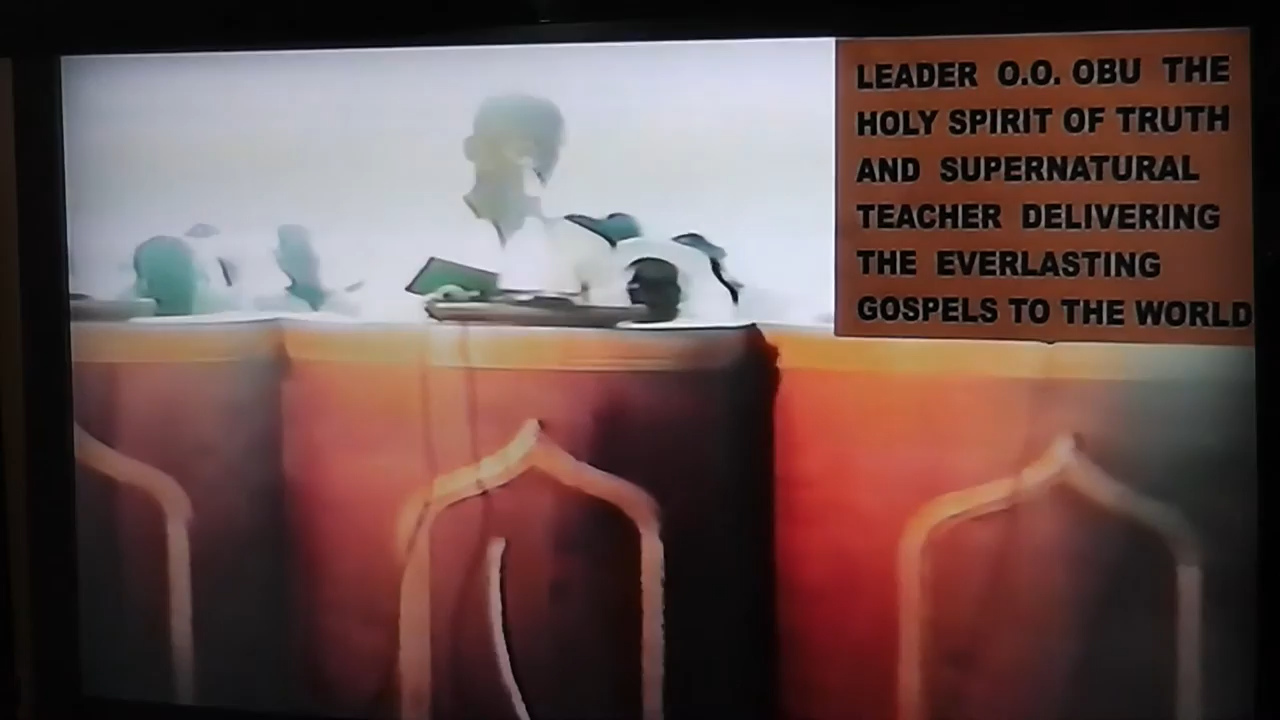 LEADER O.O. OBU THE
HOLY SPIRIT OF TRUTH
AND SUPERNATURAL
TEACHER DELIVERING
THE EVERLASTING
GOSPELS TO THE WORLD